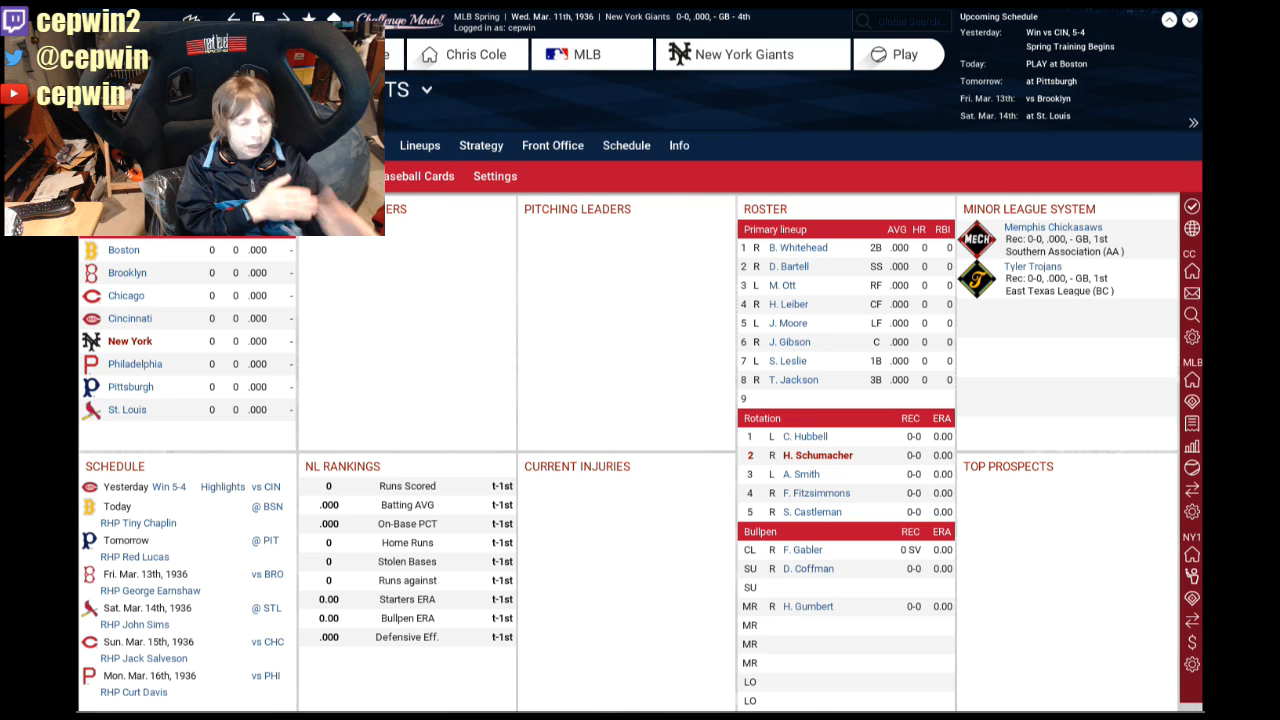 cepwin2
@cepwin
cepwin
next level
Challenge Mode!
MLB Spring | Wed. Mar. 11th, 1936 | New York Giants 0-0, .000, - GB - 4th
Logged in as: cepwin
Global Search...
Upcoming Schedule
Yesterday: Win vs CIN, 5-4
Spring Training Begins
Today: PLAY at Boston
Tomorrow: at Pittsburgh
Fri. Mar. 13th: vs Brooklyn
Sat. Mar. 14th: at St. Louis
e Chris Cole MLB New York Giants Play
TS
Lineups Strategy Front Office Schedule Info
aseball Cards Settings
ERS
Boston 0 0 .000 -
Brooklyn 0 0 .000 -
Chicago 0 0 .000 -
Cincinnati 0 0 .000 -
New York 0 0 .000 -
Philadelphia 0 0 .000 -
Pittsburgh 0 0 .000 -
St. Louis 0 0 .000 -
PITCHING LEADERS
ROSTER
Primary lineup AVG HR RBI
1 R B. Whitehead 2B .000 0 0
2 R D. Bartell SS .000 0 0
3 L M. Ott RF .000 0 0
4 R H. Leiber CF .000 0 0
5 L J. Moore LF .000 0 0
6 R J. Gibson C .000 0 0
7 L S. Leslie 1B .000 0 0
8 R T. Jackson 3B .000 0 0
9
Rotation REC ERA
1 L C. Hubbell 0-0 0.00
2 R H. Schumacher 0-0 0.00
3 L A. Smith 0-0 0.00
4 R F. Fitzsimmons 0-0 0.00
5 R S. Castleman 0-0 0.00
Bullpen REC ERA
CL R F. Gabler 0 SV 0.00
SU R D. Coffman 0-0 0.00
SU
MR R H. Gumbert 0-0 0.00
MR
MR
MR
LO
LO
MINOR LEAGUE SYSTEM
MECH
Memphis Chickasaws
Rec: 0-0, .000, - GB, 1st
Southern Association (AA )
Tyler Trojans
Rec: 0-0, .000, - GB, 1st
East Texas League (BC )
SCHEDULE
Yesterday Win 5-4 Highlights vs CIN
Today @ BSN
RHP Tiny Chaplin
Tomorrow @ PIT
RHP Red Lucas
Fri. Mar. 13th, 1936 vs BRO
RHP George Earnshaw
Sat. Mar. 14th, 1936 @ STL
RHP John Sims
Sun. Mar. 15th, 1936 vs CHC
RHP Jack Salveson
Mon. Mar. 16th, 1936 vs PHI
RHP Curt Davis
NL RANKINGS
0 Runs Scored t-1st
.000 Batting AVG t-1st
.000 On-Base PCT t-1st
0 Home Runs t-1st
0 Stolen Bases t-1st
0 Runs against t-1st
0.00 Starters ERA t-1st
0.00 Bullpen ERA t-1st
.000 Defensive Eff. t-1st
CURRENT INJURIES
TOP PROSPECTS
CC
MLB
NY1